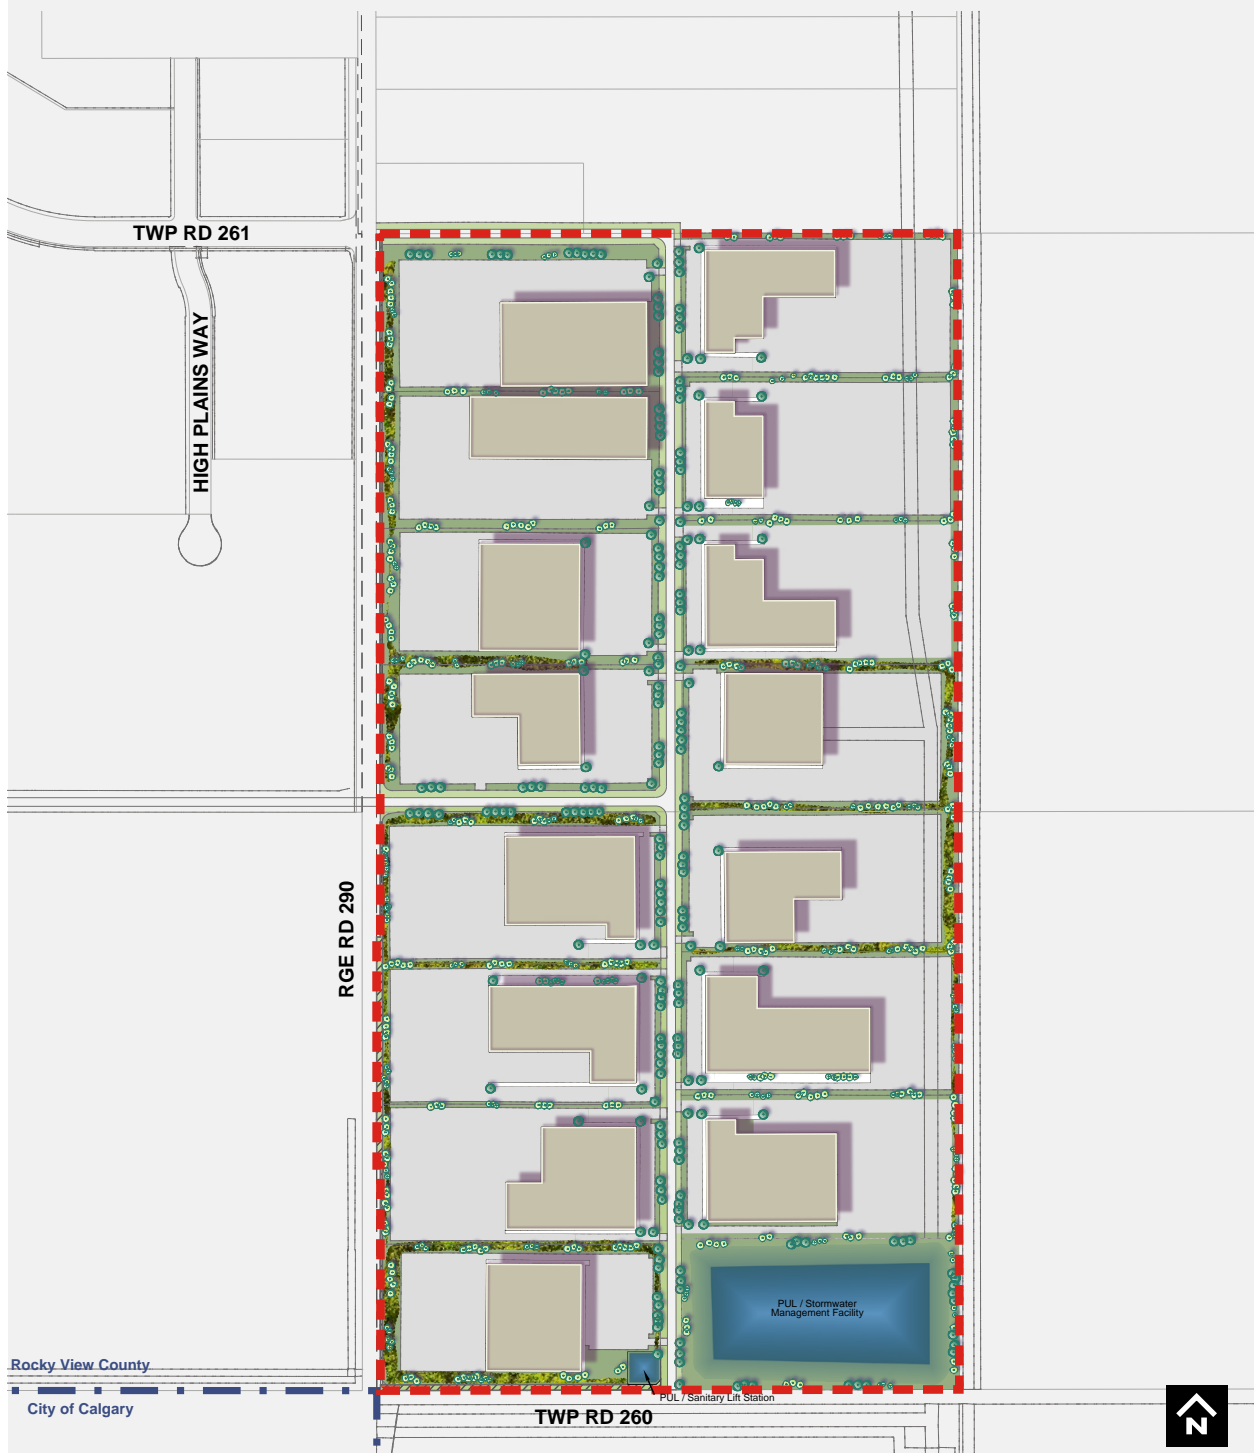 TWP RD 261
HIGH PLAINS WAY
RGE RD 290
PUL / Stormwater
Management Facility
Rocky View County
PUL / Sanitary Lift Station
City of Calgary
TWP RD 260
N